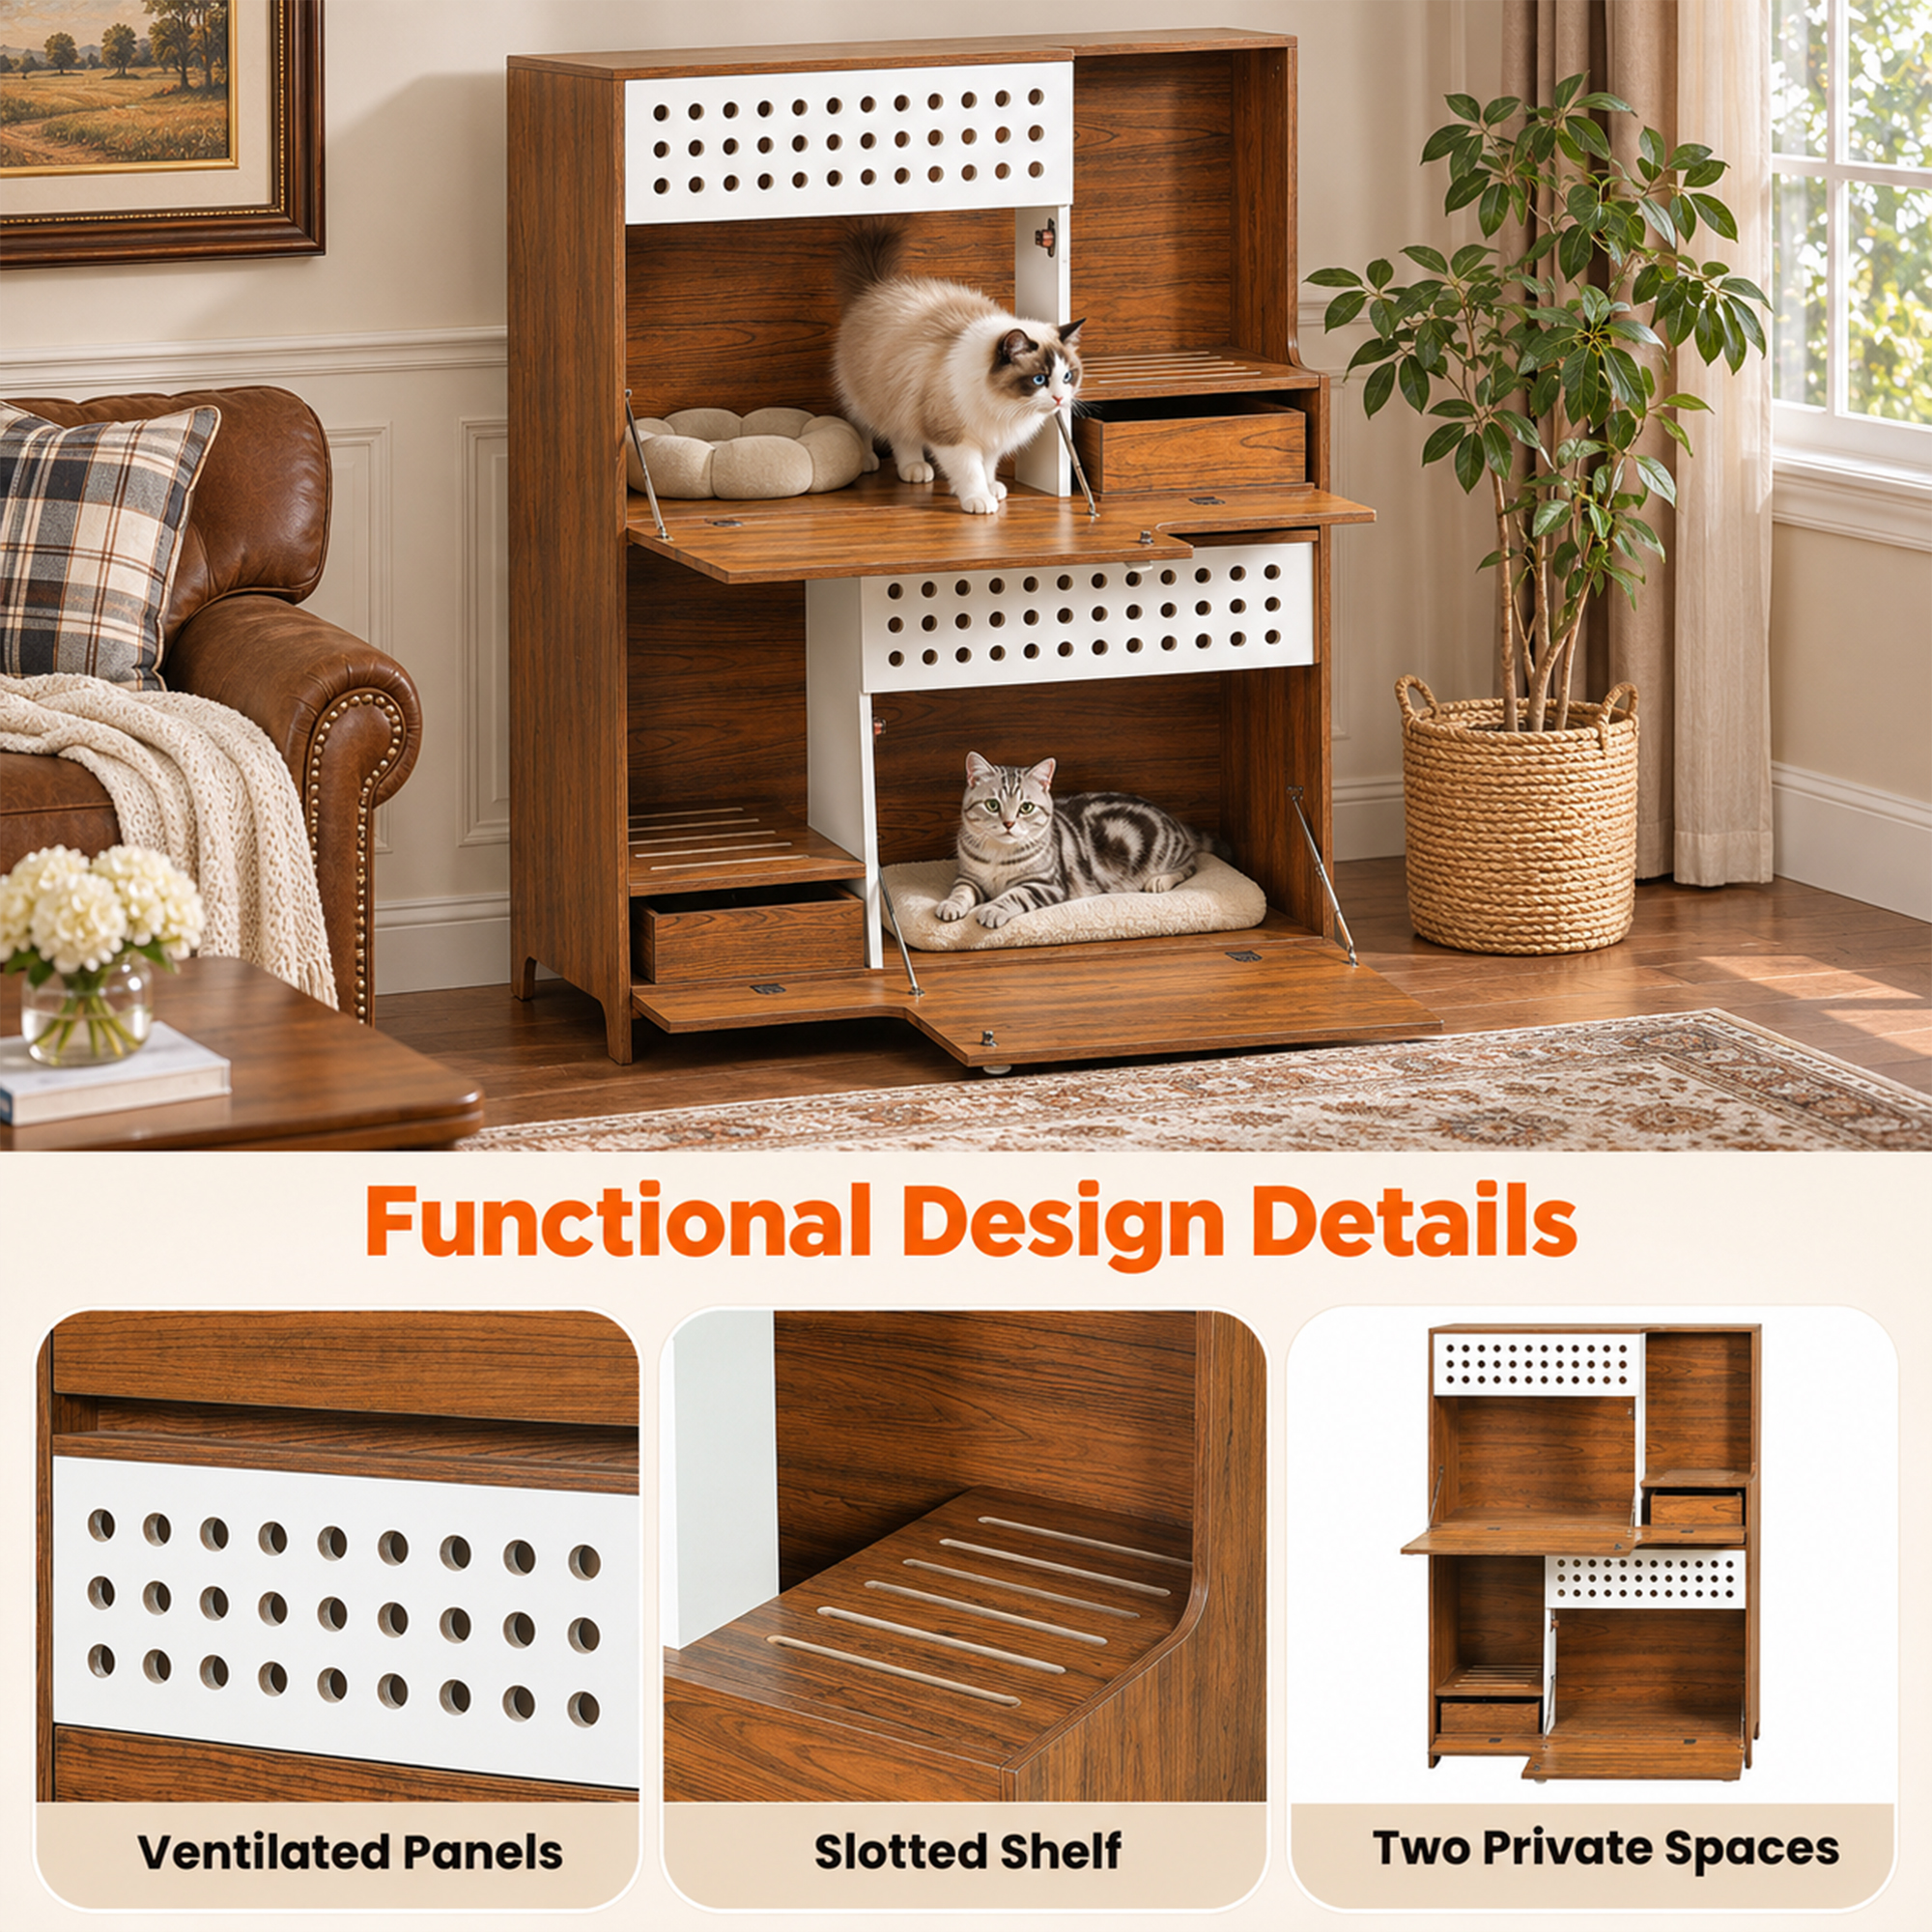 Functional Design Details
Ventilated Panels
Slotted Shelf
Two Private Spaces